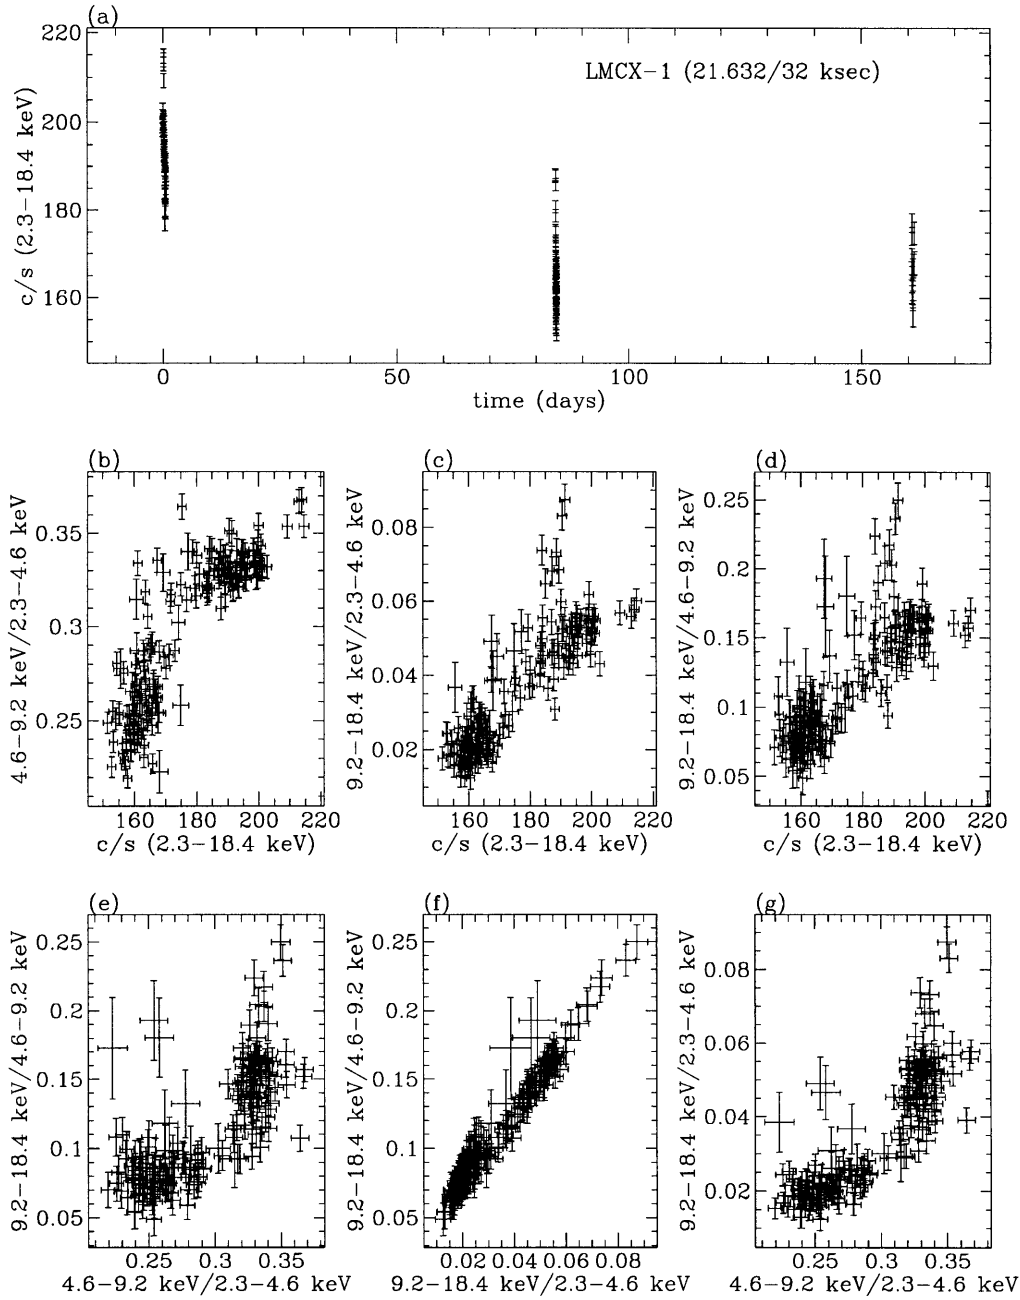 (a)
LMCX-1 (21.632/32 ksec)
c/s (2.3-18.4 keV)
220
200
180
160
0
50
100
150
time (days)
(b)
4.6-9.2 keV/2.3-4.6 keV
0.35
0.3
0.25
160 180 200 220
c/s (2.3-18.4 keV)
(c)
9.2-18.4 keV/2.3-4.6 keV
0.08
0.06
0.04
0.02
160 180 200 220
c/s (2.3-18.4 keV)
(d)
9.2-18.4 keV/4.6-9.2 keV
0.25
0.2
0.15
0.1
0.05
160 180 200 220
c/s (2.3-18.4 keV)
(e)
9.2-18.4 keV/4.6-9.2 keV
0.25
0.2
0.15
0.1
0.05
0.25 0.3 0.35
4.6-9.2 keV/2.3-4.6 keV
(f)
9.2-18.4 keV/4.6-9.2 keV
0.25
0.2
0.15
0.1
0.05
0.02 0.04 0.06 0.08
9.2-18.4 keV/2.3-4.6 keV
(g)
9.2-18.4 keV/2.3-4.6 keV
0.08
0.06
0.04
0.02
0.25 0.3 0.35
4.6-9.2 keV/2.3-4.6 keV